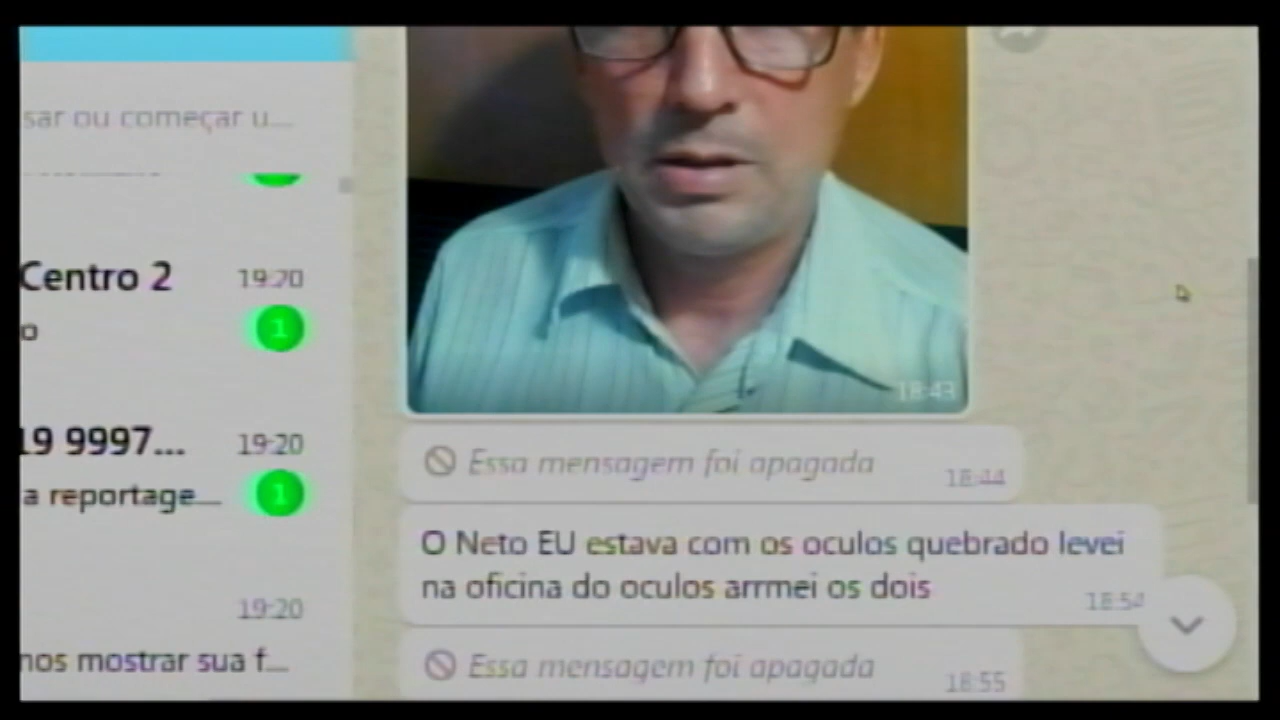 sar ou começar u...
Centro 2 19:20
o 1
19 9997... 19:20
a reportage... 1
19:20
nos mostrar sua f...
18:43
Essa mensagem foi apagada 18:44
O Neto EU estava com os oculos quebrado levei
na oficina do oculos arrmei os dois 18:54
Essa mensagem foi apagada 18:55